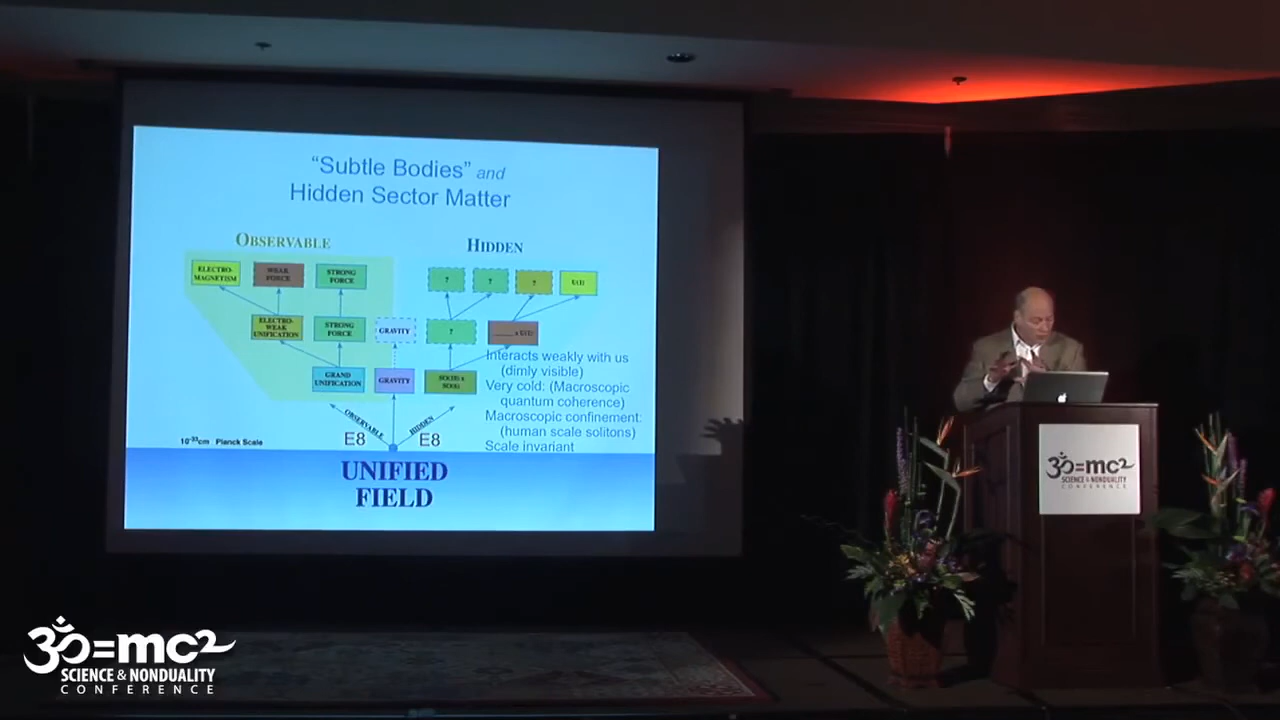 “Subtle Bodies” and
Hidden Sector Matter
OBSERVABLE
HIDDEN
ELECTRO-
MAGNETISM
WEAK
FORCE
STRONG
FORCE
?
?
?
U(1)
ELECTRO-
WEAK
UNIFICATION
STRONG
FORCE
GRAVITY
?
GRAND
UNIFICATION
GRAVITY
Interacts weakly with us
(dimly visible)
Very cold: (Macroscopic
quantum coherence)
Macroscopic confinement:
(human scale solitons)
Scale invariant
OBSERVABLE
HIDDEN
E8
E8
10-33cm Planck Scale
UNIFIED
FIELD
ॐ=mc2
SCIENCE & NONDUALITY
CONFERENCE
ॐ=mc2
SCIENCE & NONDUALITY
CONFERENCE